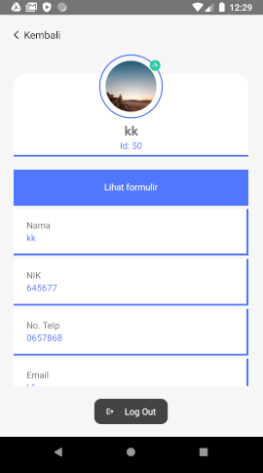 12:29
Kembali
kk
Id: 50
Lihat formulir
Nama
kk
NIK
645677
No. Telp
0657868
Email
Log Out